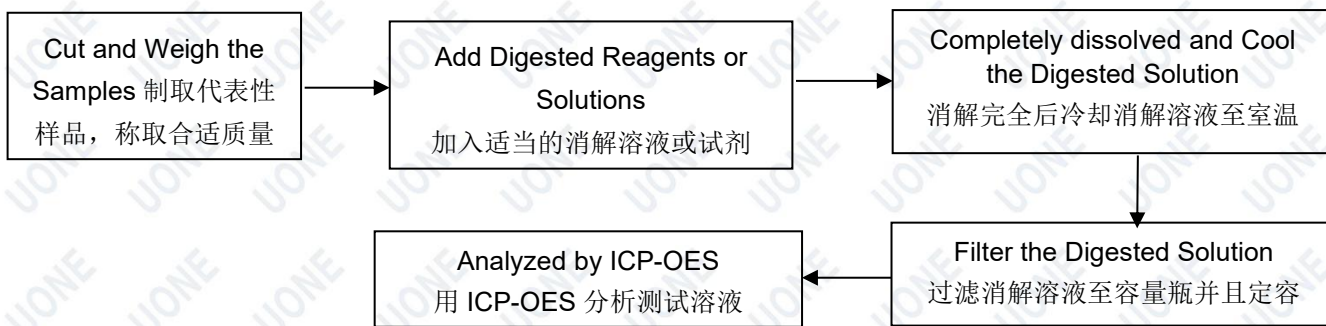 Cut and Weigh the
Samples 制取代表性
样品，称取合适质量
Add Digested Reagents or
Solutions
加入适当的消解溶液或试剂
Completely dissolved and Cool
the Digested Solution
消解完全后冷却消解溶液至室温
Filter the Digested Solution
过滤消解溶液至容量瓶并且定容
Analyzed by ICP-OES
用 ICP-OES 分析测试溶液
UONE